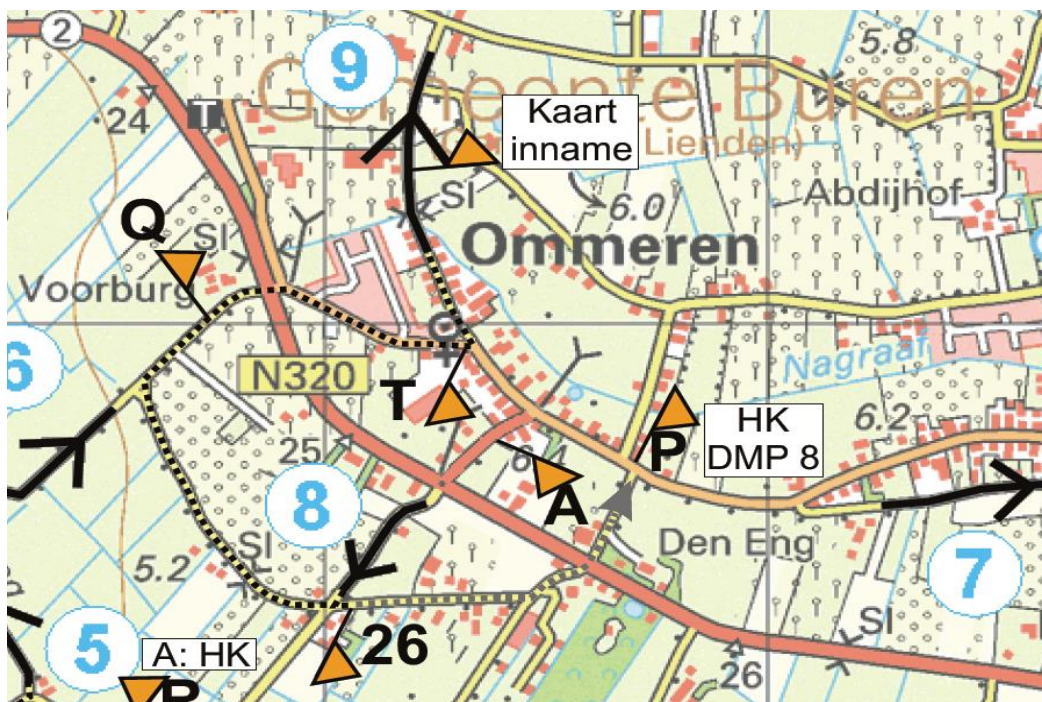 2
9
5.8
24
T
Gemeente Buren
Kaart
inname
Lienden)
Abdijhof
Q
Sl
Sl
6.0
Ommeren
Voorburg
6
N320
Nagraaf
T
HK
DMP 8
P
6.2
25
8
A
Den Eng
5.2
Sl
7
Sl
5
A: HK
26
26